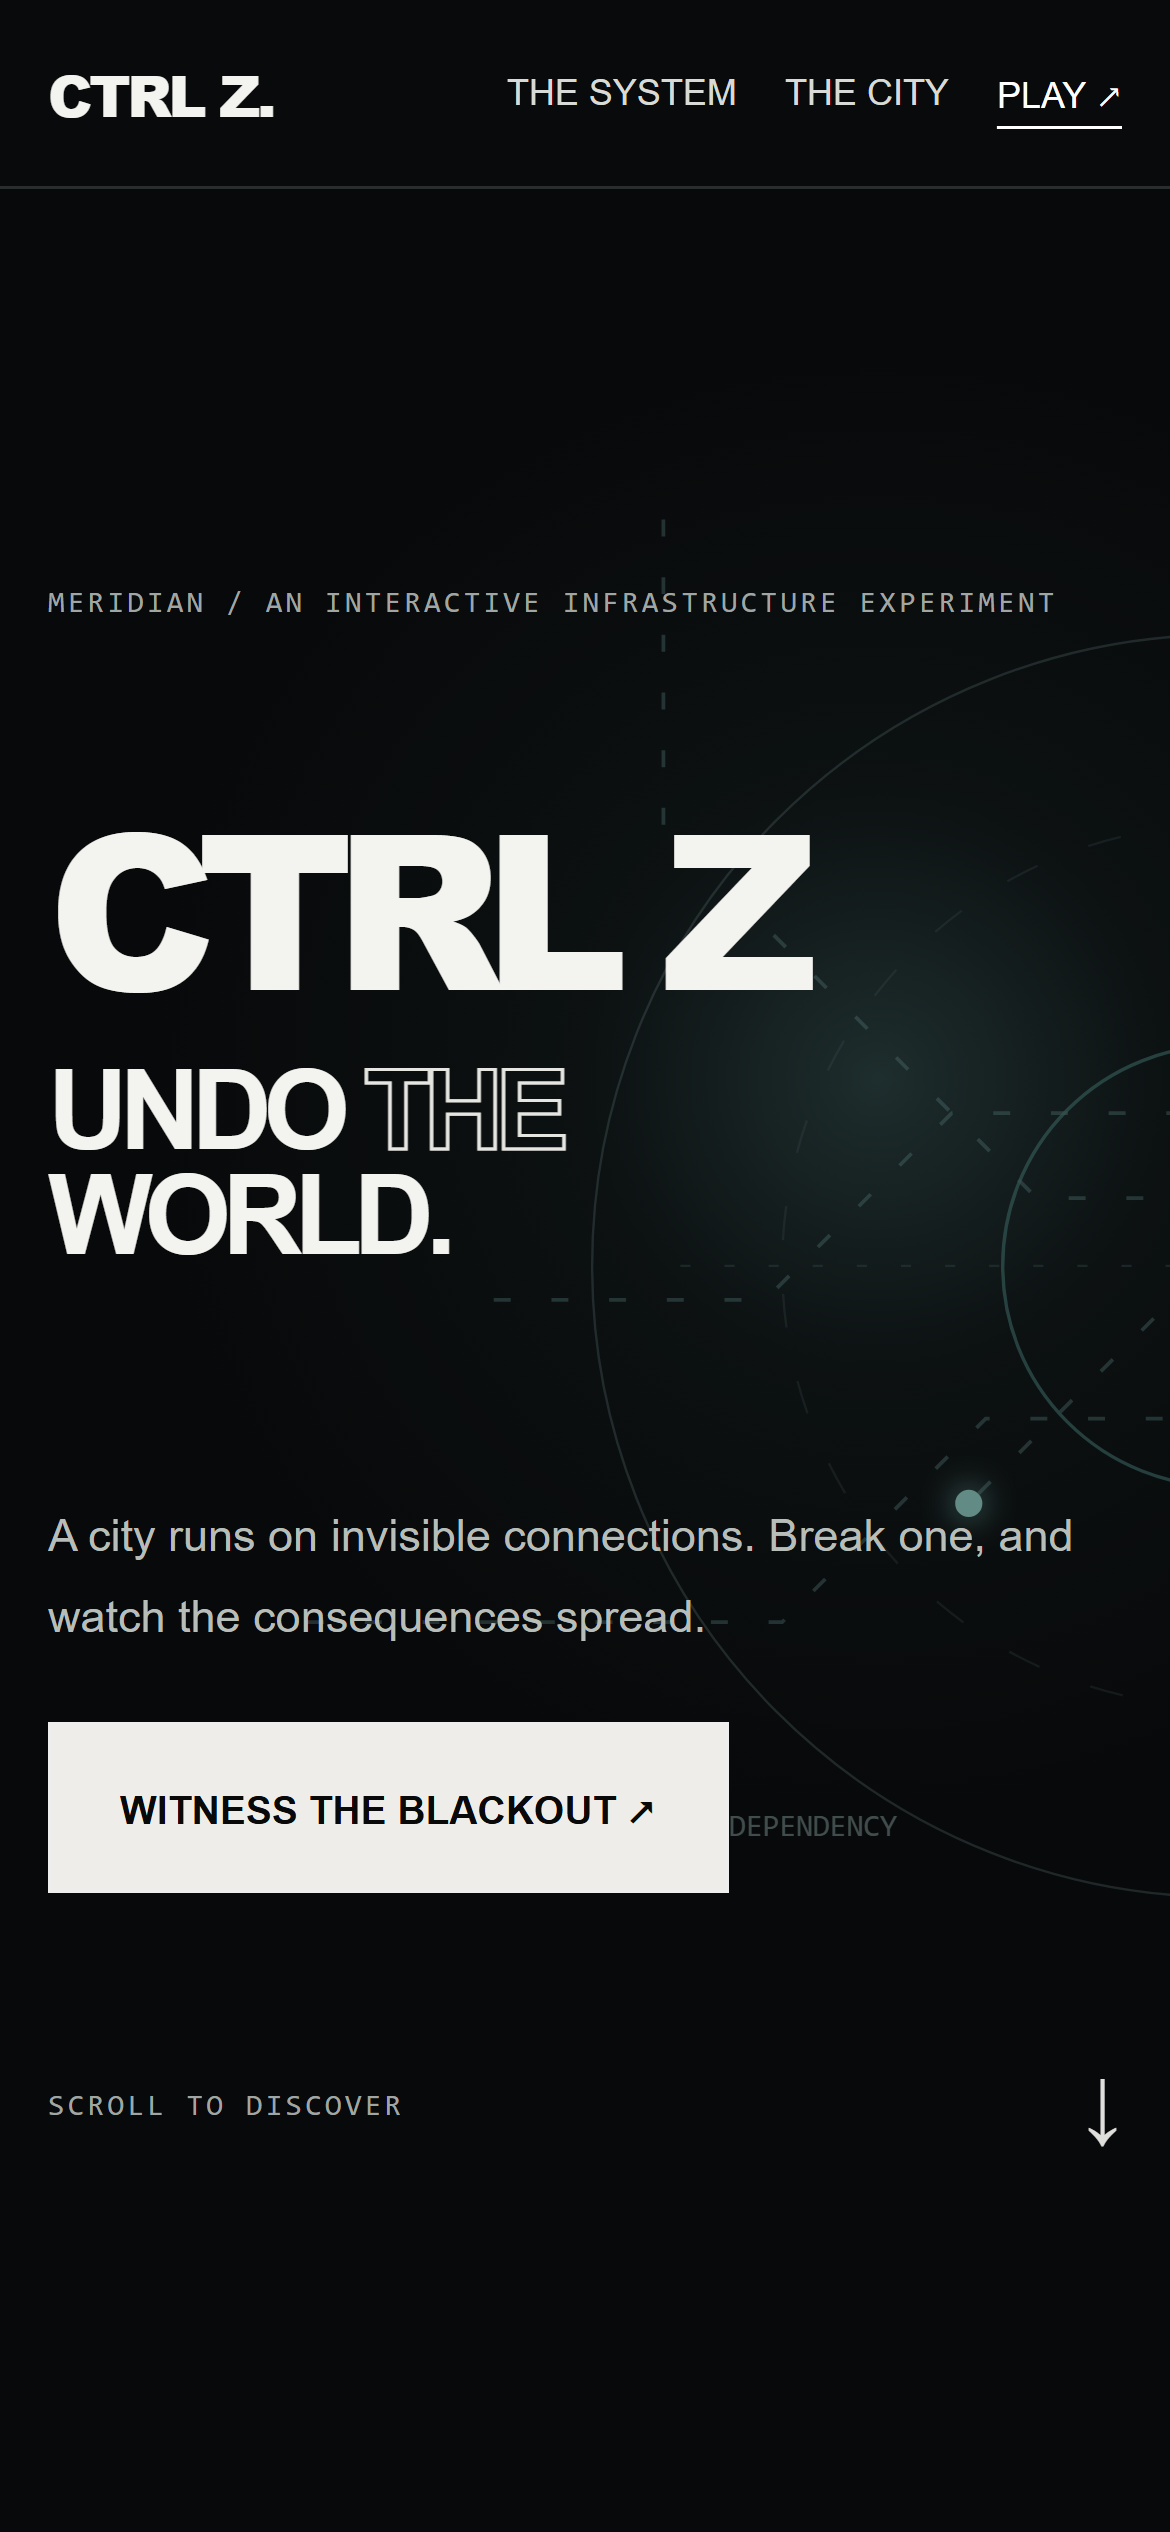 CTRL Z.
THE SYSTEM
THE CITY
PLAY ↗
MERIDIAN / AN INTERACTIVE INFRASTRUCTURE EXPERIMENT
CTRL Z
UNDO THE
WORLD.
A city runs on invisible connections. Break one, and
watch the consequences spread.
WITNESS THE BLACKOUT ↗
DEPENDENCY
SCROLL TO DISCOVER
↓